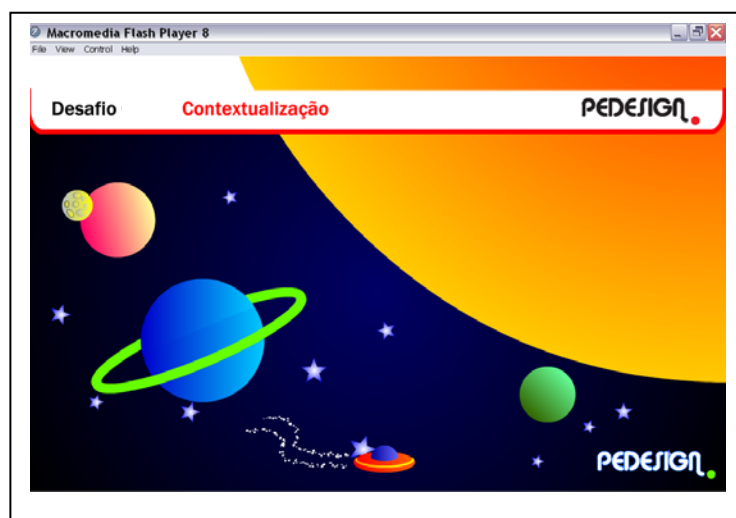 Macromedia Flash Player 8
File View Control Help
Desafio Contextualização PEDESIGN.
PEDESIGN.